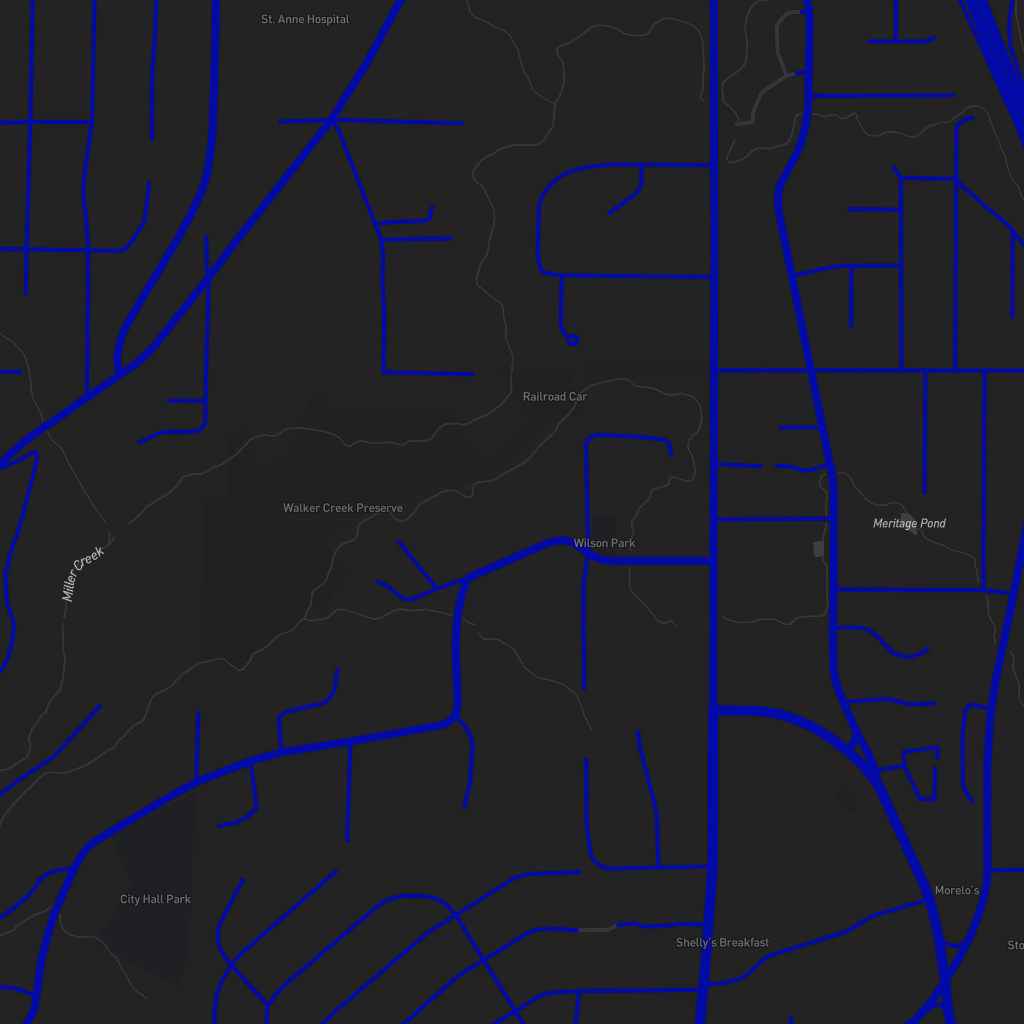 St. Anne Hospital
Railroad Car
Walker Creek Preserve
Meritage Pond
Wilson Park
Miller Creek
City Hall Park
Morelo's
Shelly's Breakfast
Sto